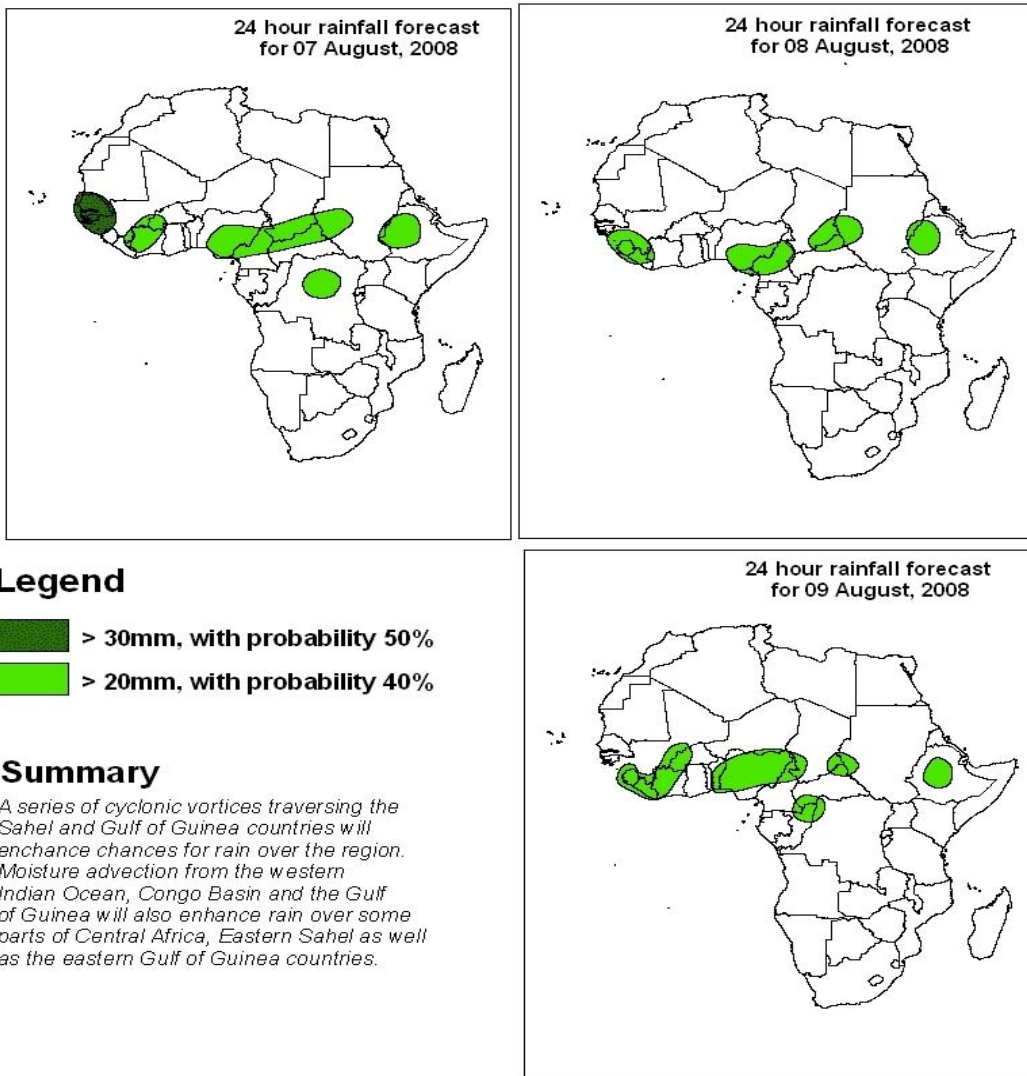 24 hour rainfall forecast
for 07 August, 2008
24 hour rainfall forecast
for 08 August, 2008
Legend
> 30mm, with probability 50%
> 20mm, with probability 40%
Summary
A series of cyclonic vortices traversing the
Sahel and Gulf of Guinea countries will
enchance chances for rain over the region.
Moisture advection from the western
Indian Ocean, Congo Basin and the Gulf
of Guinea will also enhance rain over some
parts of Central Africa, Eastern Sahel as well
as the eastern Gulf of Guinea countries.
24 hour rainfall forecast
for 09 August, 2008